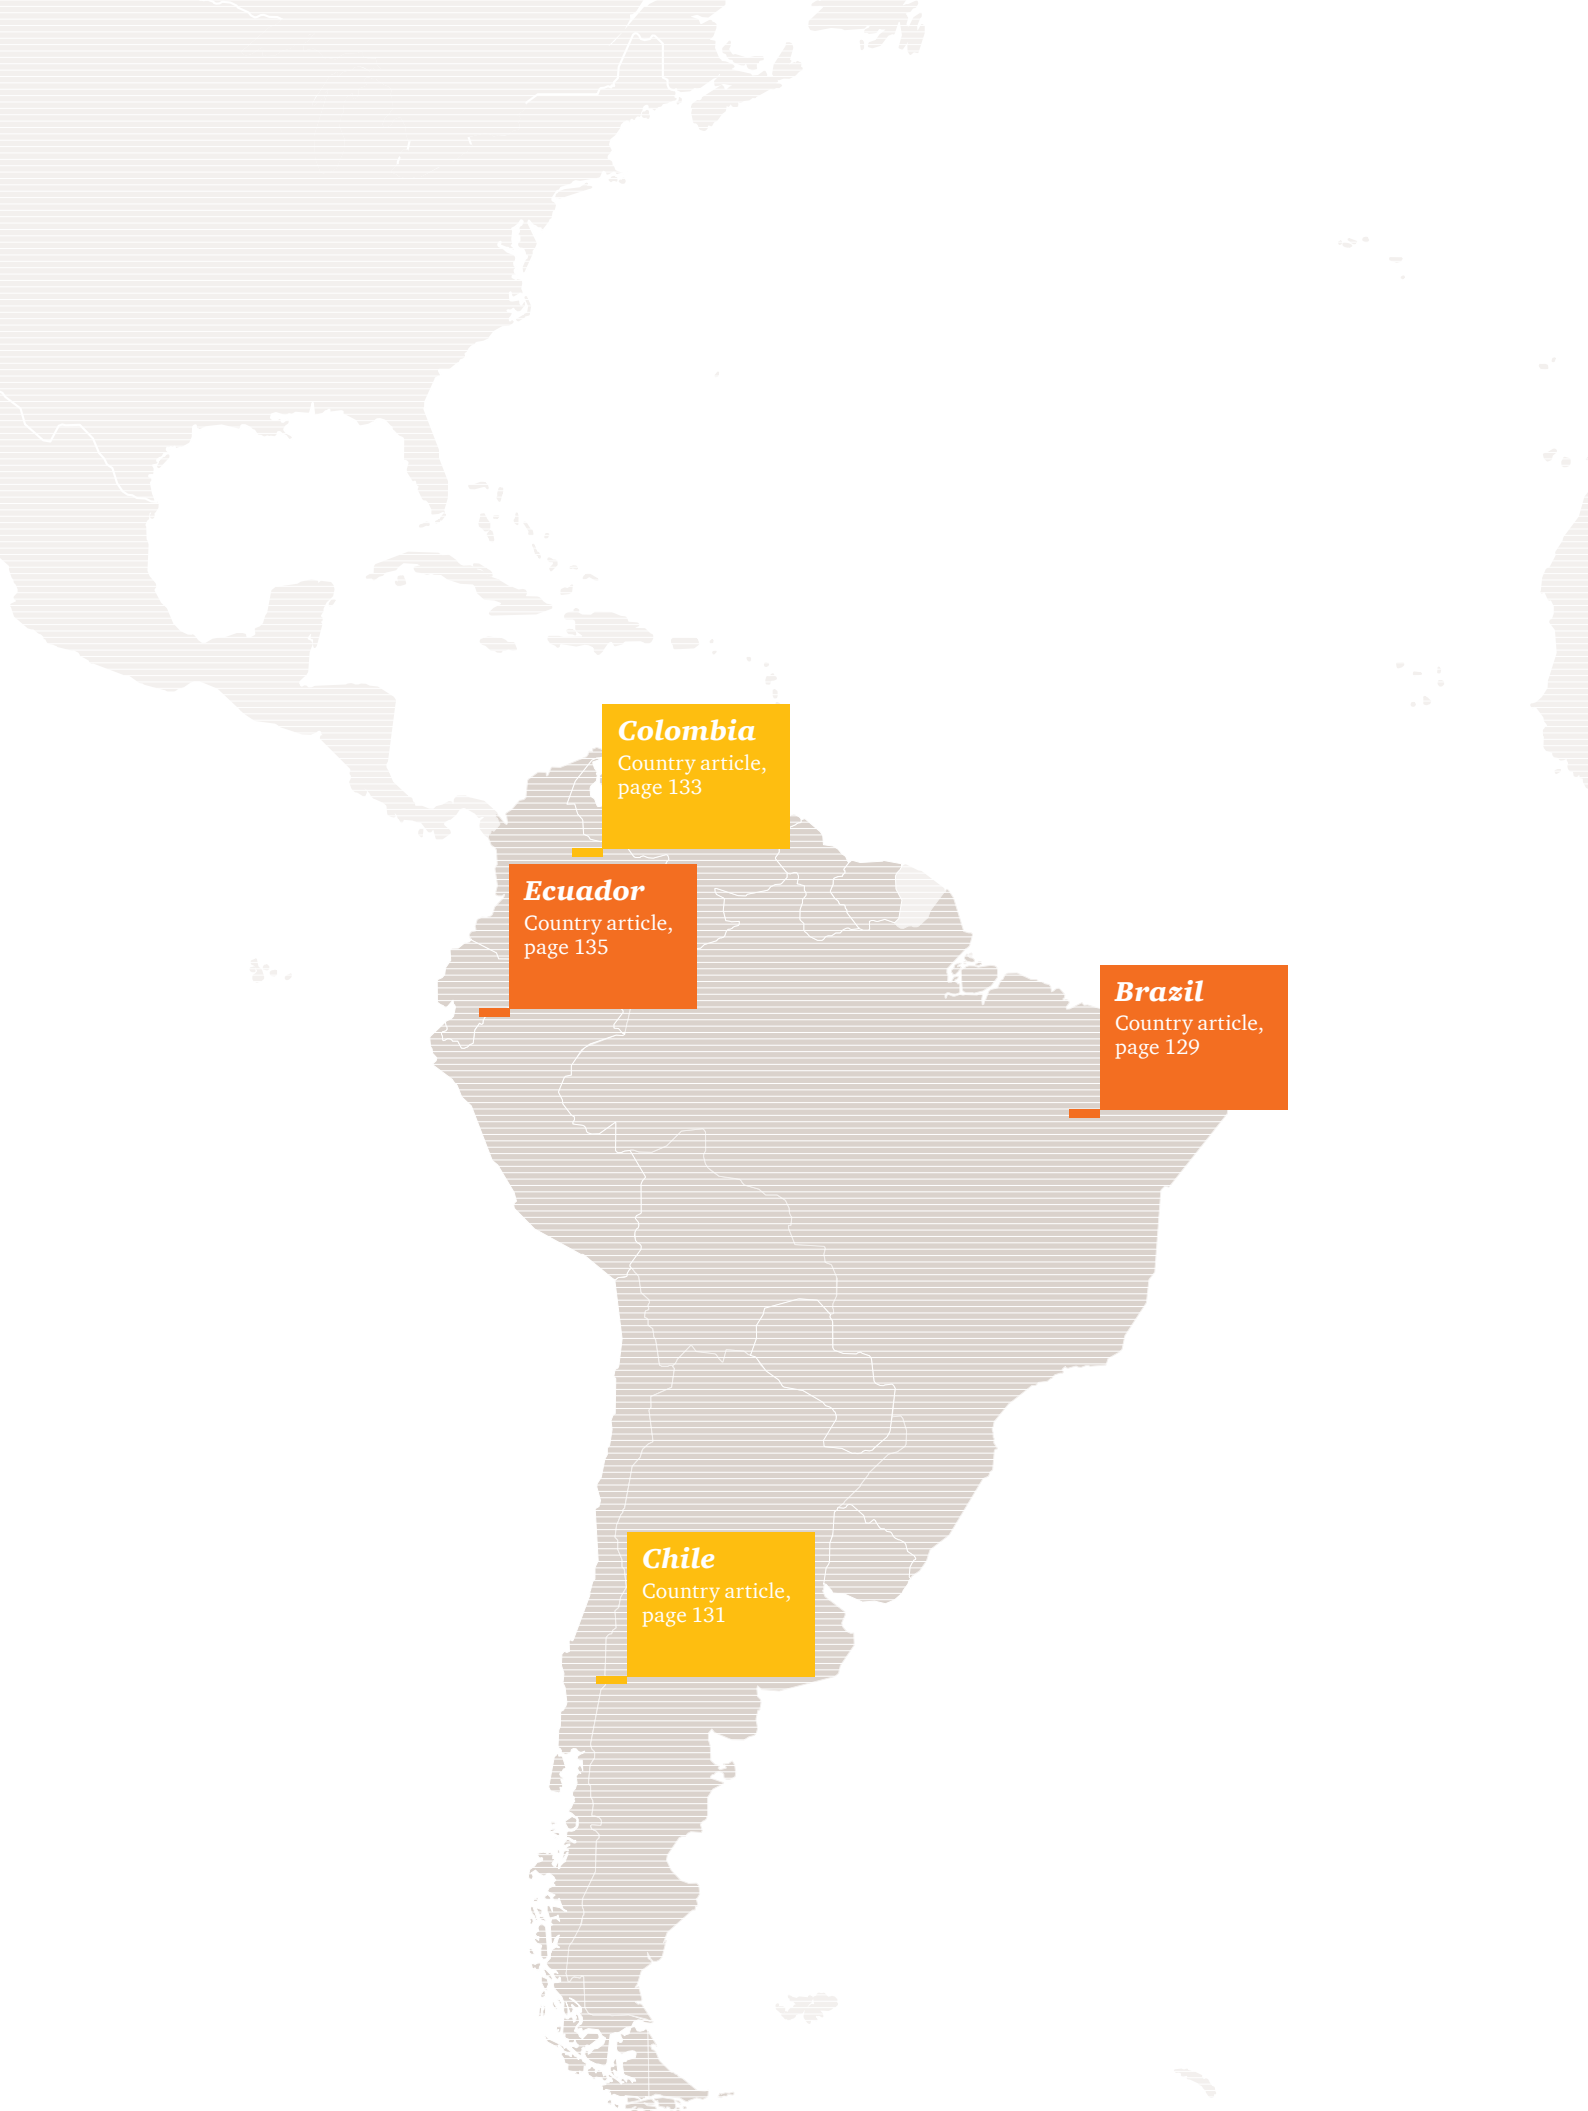 Colombia
Country article,
page 133
Ecuador
Country article,
page 135
Brazil
Country article,
page 129
Chile
Country article,
page 131